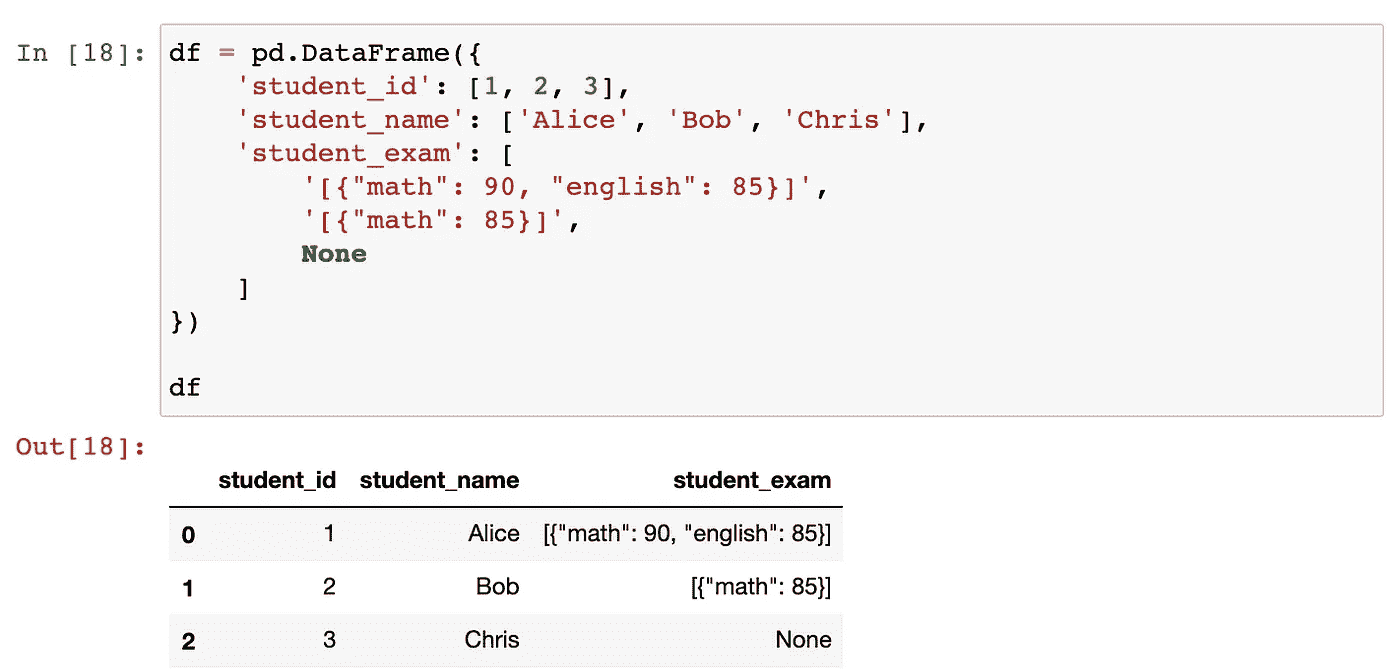 In [18]: df = pd.DataFrame({
    'student_id': [1, 2, 3],
    'student_name': ['Alice', 'Bob', 'Chris'],
    'student_exam': [
        '[{"math": 90, "english": 85}]',
        '[{"math": 85}]',
        None
    ]
})
df
Out[18]:
student_id student_name student_exam
0 1 Alice [{"math": 90, "english": 85}]
1 2 Bob [{"math": 85}]
2 3 Chris None